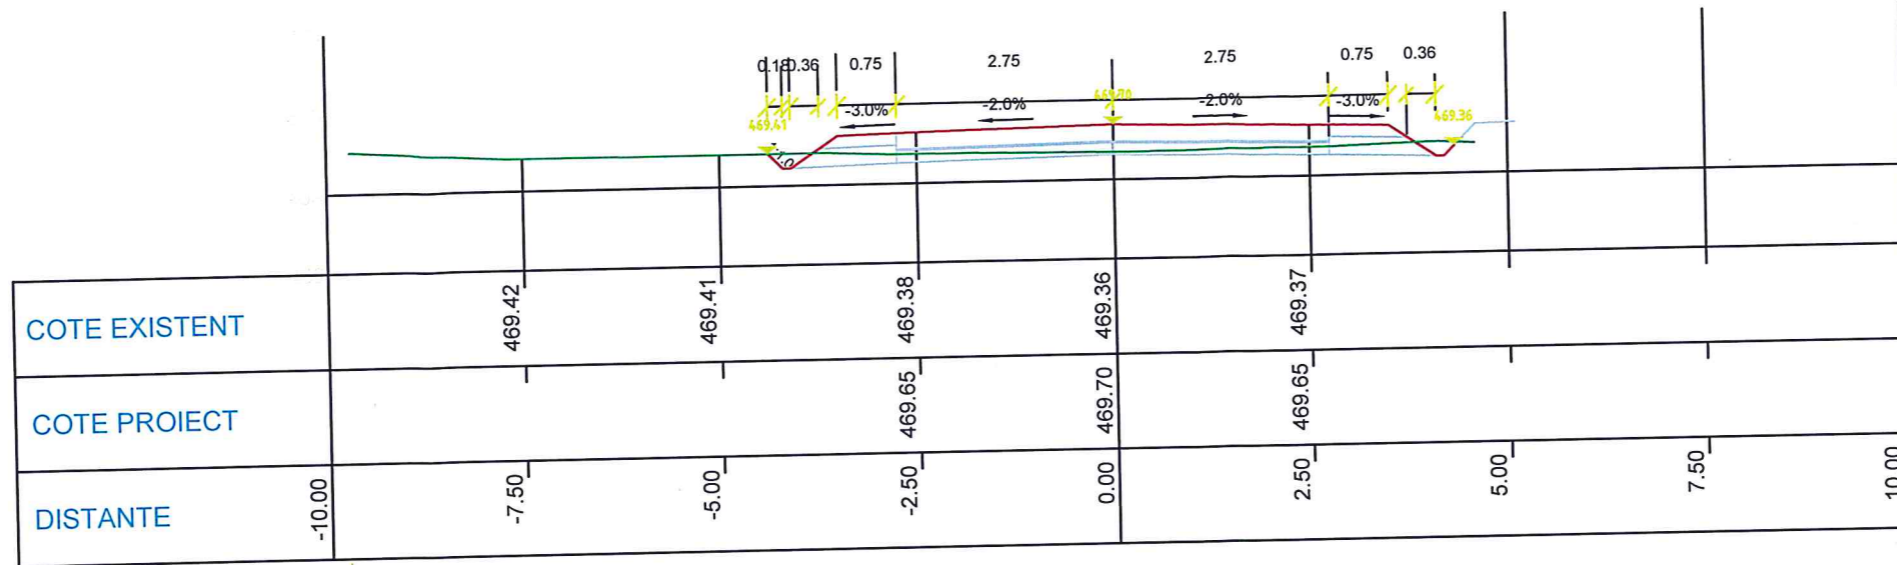 0.18 0.36 0.75 2.75 2.75 0.75 0.36
-3.0% -2.0% 469.70 -2.0% -3.0%
469.41 469.36
COTE EXISTENT 469.42 469.41 469.38 469.36 469.37
COTE PROIECT 469.65 469.70 469.65
DISTANTE -10.00 -7.50 -5.00 -2.50 0.00 2.50 5.00 7.50 10.00